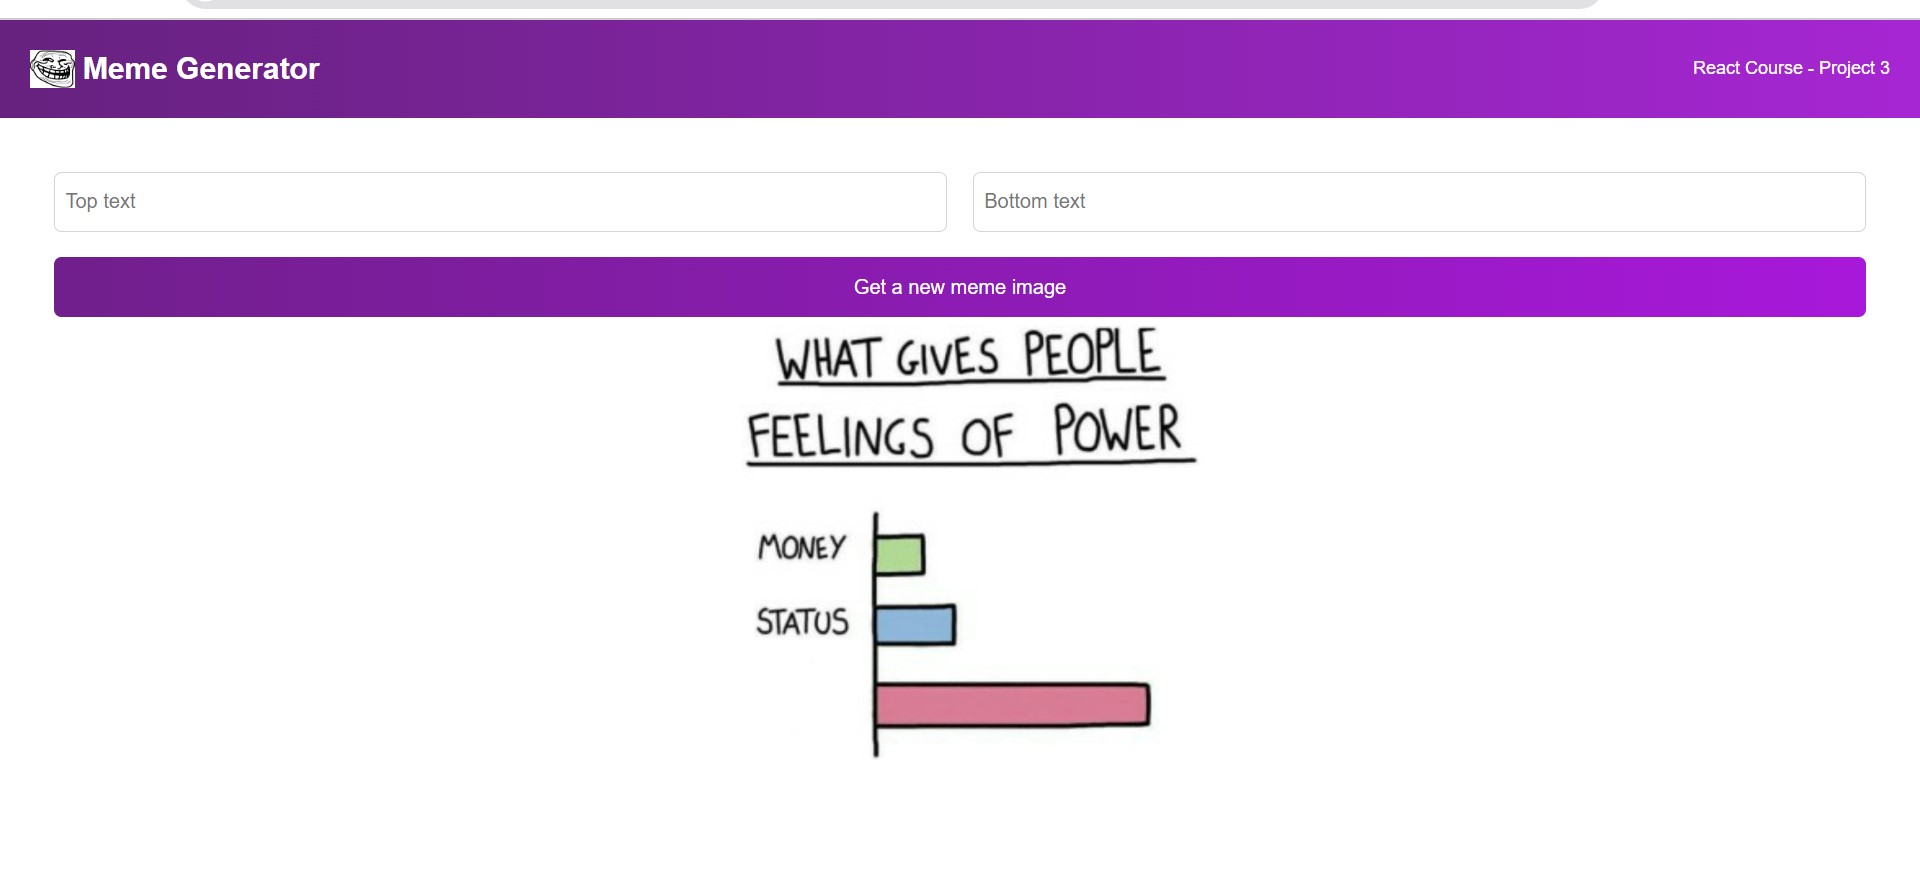 Meme Generator
React Course - Project 3
Top text
Bottom text
Get a new meme image
WHAT GIVES PEOPLE
FEELINGS OF POWER
MONEY
STATUS